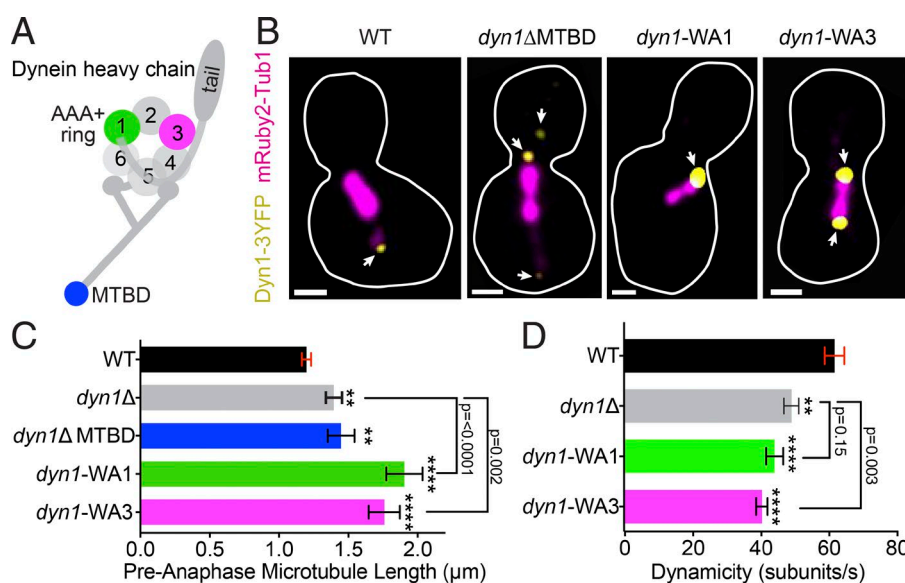 A
Dynein heavy chain
tail
AAA+
ring
1
2
3
4
5
6
MTBD
B
WT
dyn1ΔMTBD
dyn1-WA1
dyn1-WA3
Dyn1-3YFP mRuby2-Tub1
C
WT
dyn1Δ
**
dyn1Δ MTBD
**
dyn1-WA1
****
dyn1-WA3
****
p=<0.0001
p=0.002
0.0 0.5 1.0 1.5 2.0
Pre-Anaphase Microtubule Length (μm)
D
WT
dyn1Δ
**
dyn1-WA1
****
dyn1-WA3
****
p=0.15
p=0.003
0 20 40 60 80
Dynamicity (subunits/s)